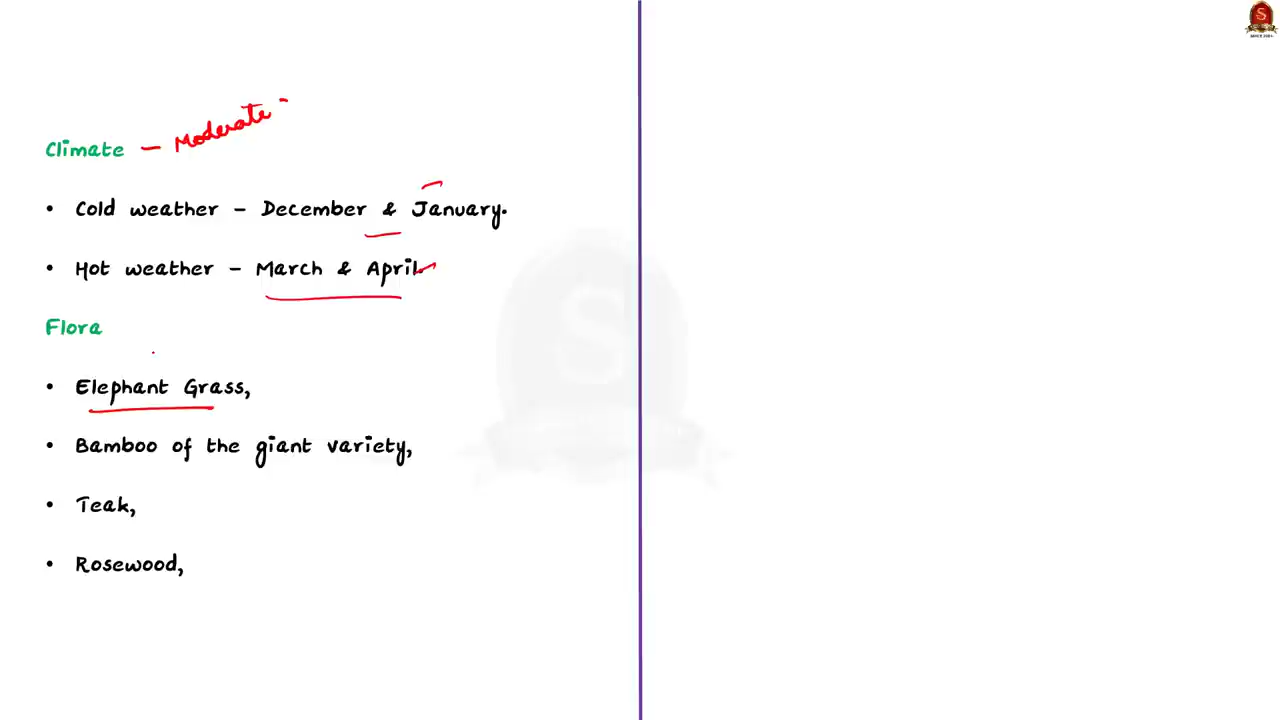 Climate - Moderate -
• Cold weather - December & January.
• Hot weather - March & April.
Flora
• Elephant Grass,
• Bamboo of the giant variety,
• Teak,
• Rosewood,
S
S